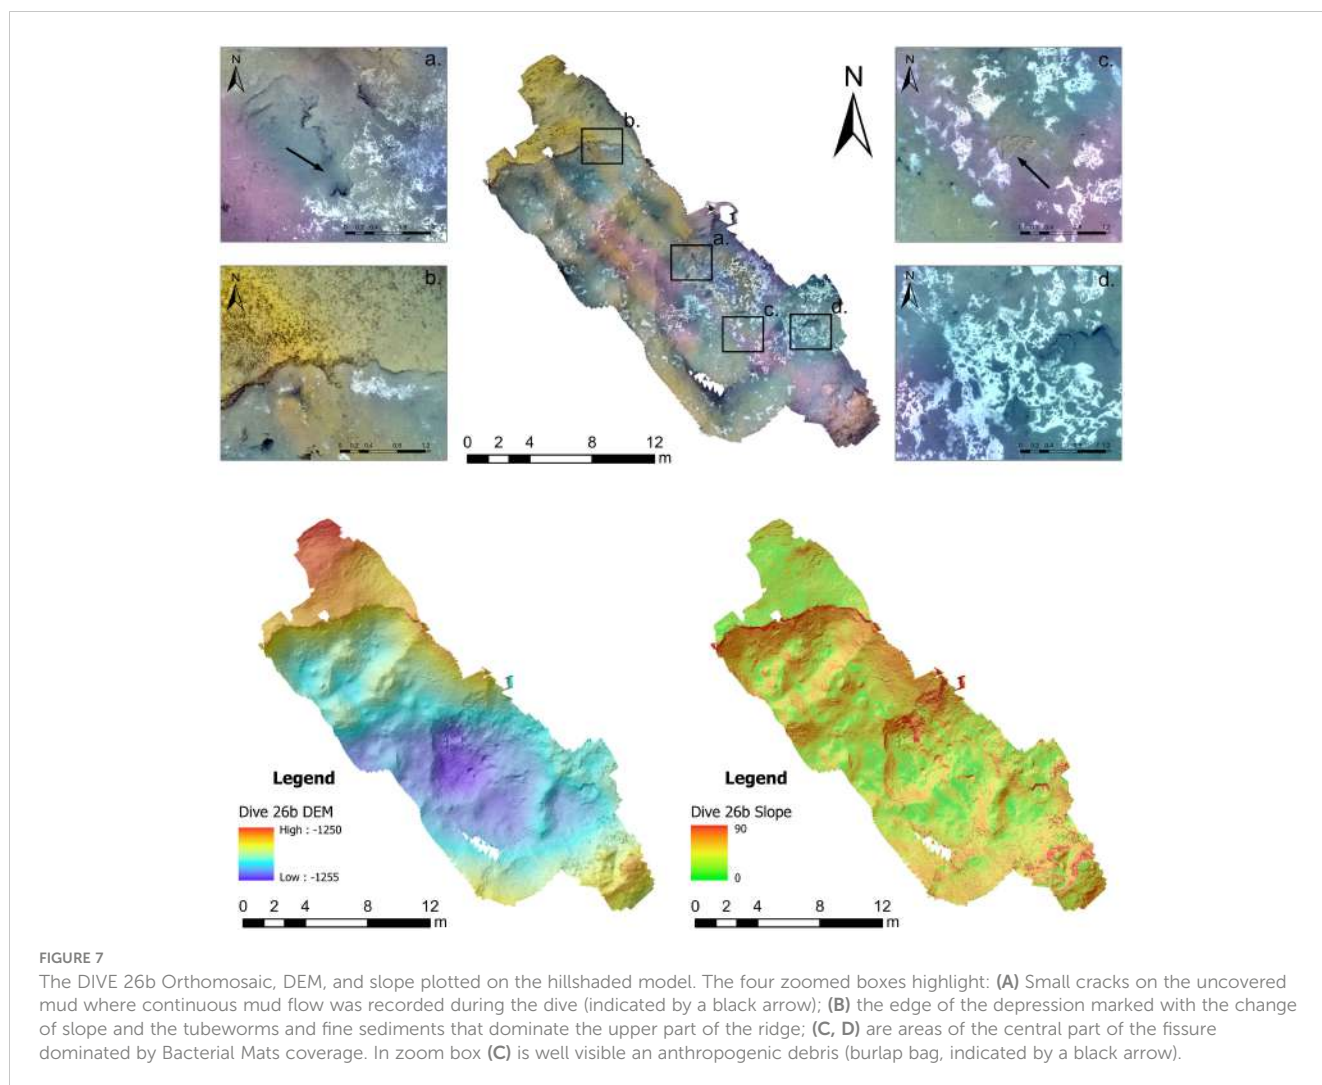 N
a.
N
b.
a.
c.
d.
N
N
c.
N
b.
N
d.
0 2 4 8 12
m
Legend
Dive 26b DEM
High : -1250
Low : -1255
0 2 4 8 12
m
Legend
Dive 26b Slope
90
0
0 2 4 8 12
m
FIGURE 7
The DIVE 26b Orthomosaic, DEM, and slope plotted on the hillshaded model. The four zoomed boxes highlight: (A) Small cracks on the uncovered
mud where continuous mud flow was recorded during the dive (indicated by a black arrow); (B) the edge of the depression marked with the change
of slope and the tubeworms and fine sediments that dominate the upper part of the ridge; (C, D) are areas of the central part of the fissure
dominated by Bacterial Mats coverage. In zoom box (C) is well visible an anthropogenic debris (burlap bag, indicated by a black arrow).